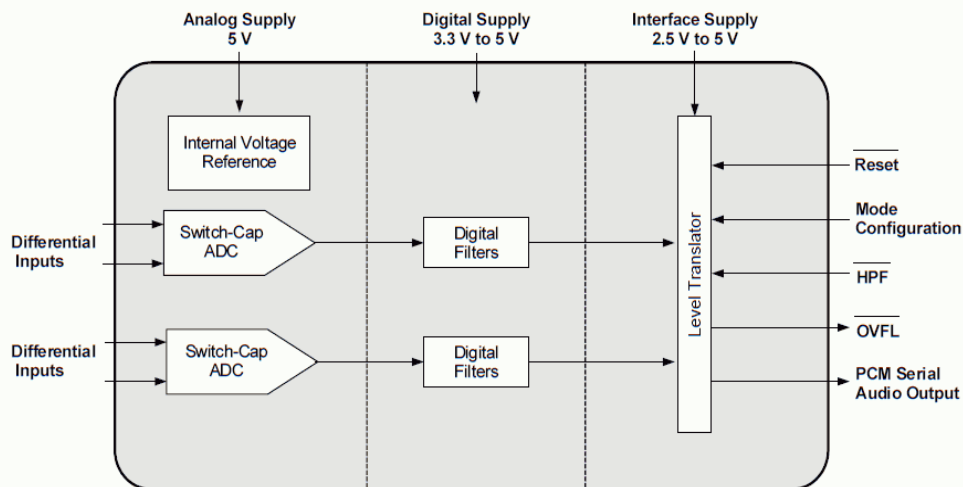 Analog Supply
5 V
Digital Supply
3.3 V to 5 V
Interface Supply
2.5 V to 5 V
Internal Voltage
Reference
Differential
Inputs
Switch-Cap
ADC
Digital
Filters
Differential
Inputs
Switch-Cap
ADC
Digital
Filters
Level Translator
Reset
Mode
Configuration
HPF
OVFL
PCM Serial
Audio Output